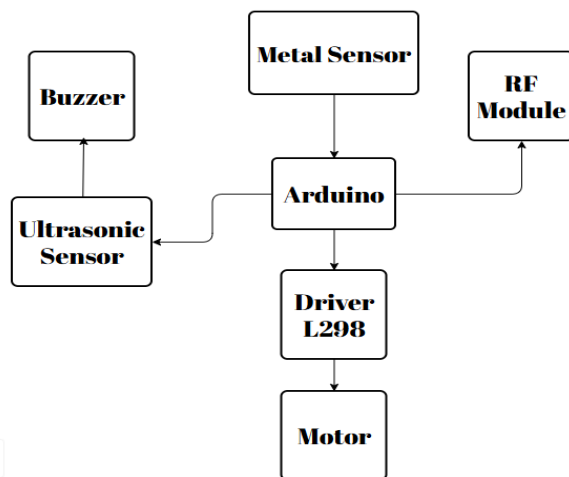 Metal Sensor
Buzzer
RF
Module
Arduino
Ultrasonic
Sensor
Driver
L298
Motor